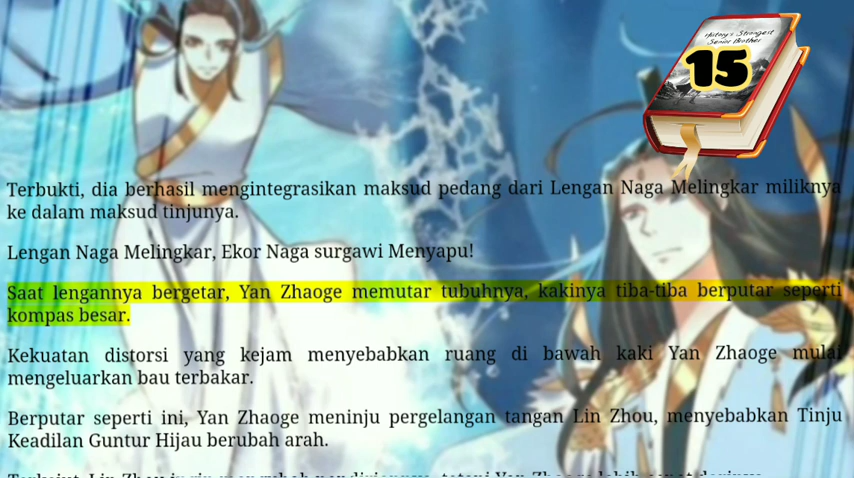 History's Strongest
Senior Brother
15
Terbukti, dia berhasil mengintegrasikan maksud pedang dari Lengan Naga Melingkar miliknya
ke dalam maksud tinjunya.
Lengan Naga Melingkar, Ekor Naga surgawi Menyapu!
Saat lengannya bergetar, Yan Zhaoge memutar tubuhnya, kakinya tiba-tiba berputar seperti
kompas besar.
Kekuatan distorsi yang kejam menyebabkan ruang di bawah kaki Yan Zhaoge mulai
mengeluarkan bau terbakar.
Berputar seperti ini, Yan Zhaoge meninju pergelangan tangan Lin Zhou, menyebabkan Tinju
Keadilan Guntur Hijau berubah arah.